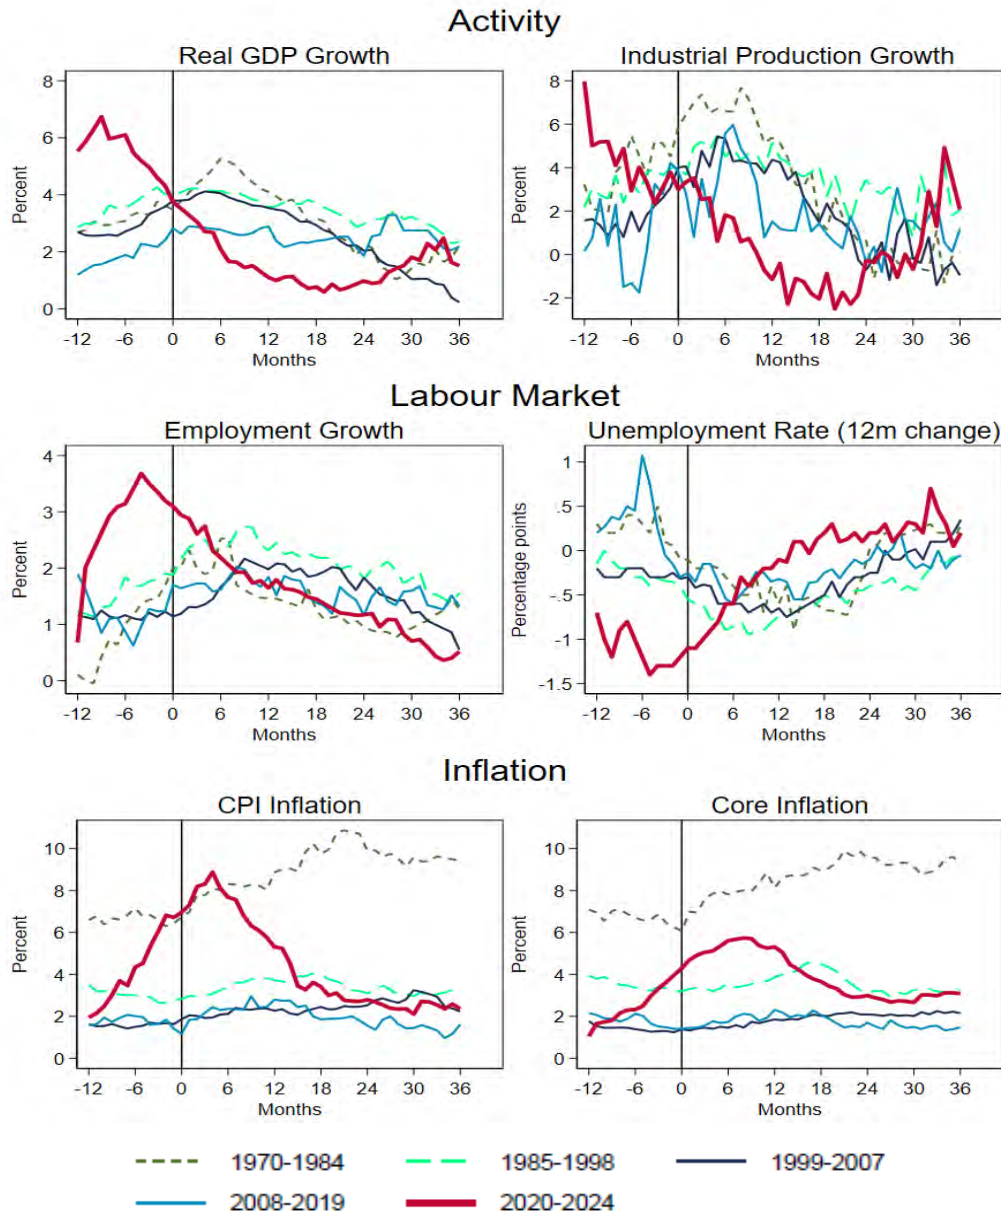 Activity
Real GDP Growth
Industrial Production Growth
8
6
4
2
0
Percent
-12 -6 0 6 12 18 24 30 36
Months
8
6
4
2
0
-2
Percent
-12 -6 0 6 12 18 24 30 36
Months
Labour Market
Employment Growth
Unemployment Rate (12m change)
4
3
2
1
0
Percent
-12 -6 0 6 12 18 24 30 36
Months
1
.5
0
-.5
-1
-1.5
Percentage points
-12 -6 0 6 12 18 24 30 36
Months
Inflation
CPI Inflation
Core Inflation
10
8
6
4
2
0
Percent
-12 -6 0 6 12 18 24 30 36
Months
10
8
6
4
2
0
Percent
-12 -6 0 6 12 18 24 30 36
Months
1970-1984
1985-1998
1999-2007
2008-2019
2020-2024